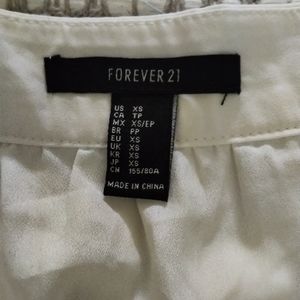 FOREVER 21
US XS
CA TP
MX XS/EP
BR PP
EU XS
UK XS
KR XS
JP XS
CN 155/80A
MADE IN CHINA